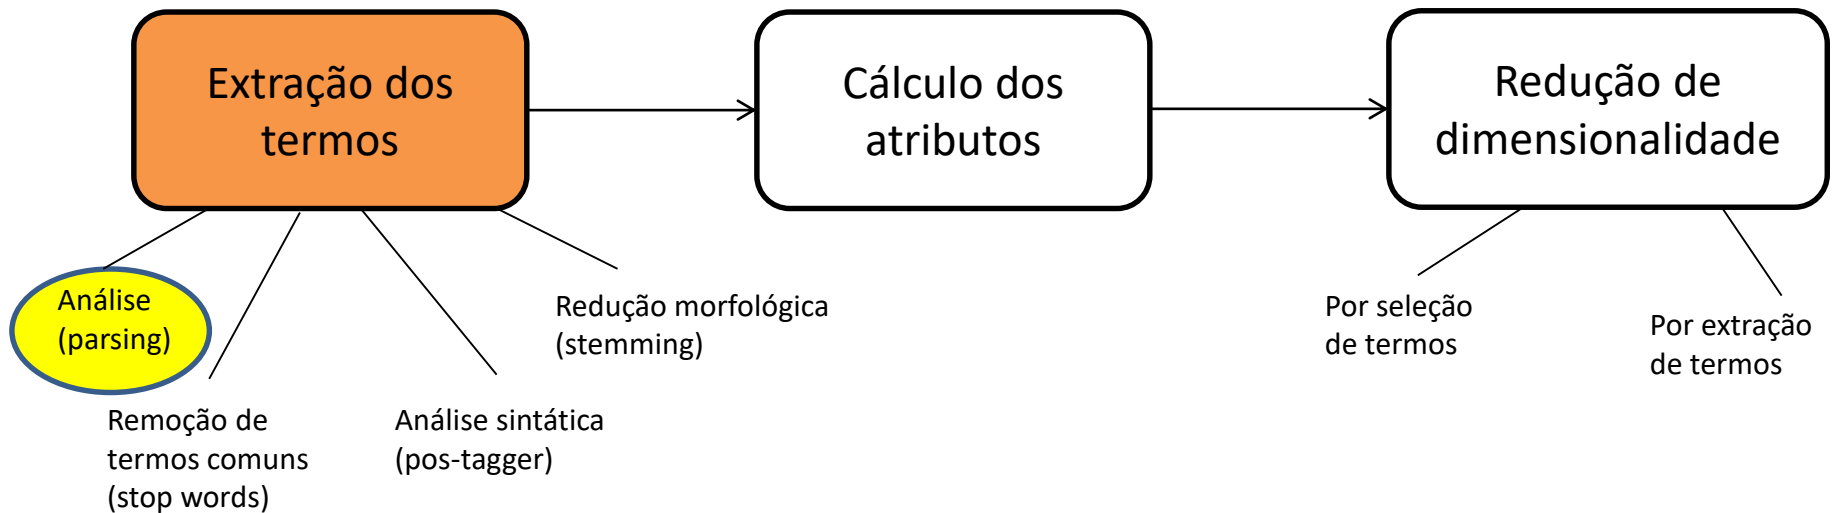 Extração dos
termos
Cálculo dos
atributos
Redução de
dimensionalidade
Análise
(parsing)
Remoção de
termos comuns
(stop words)
Análise sintática
(pos-tagger)
Redução morfológica
(stemming)
Por seleção
de termos
Por extração
de termos